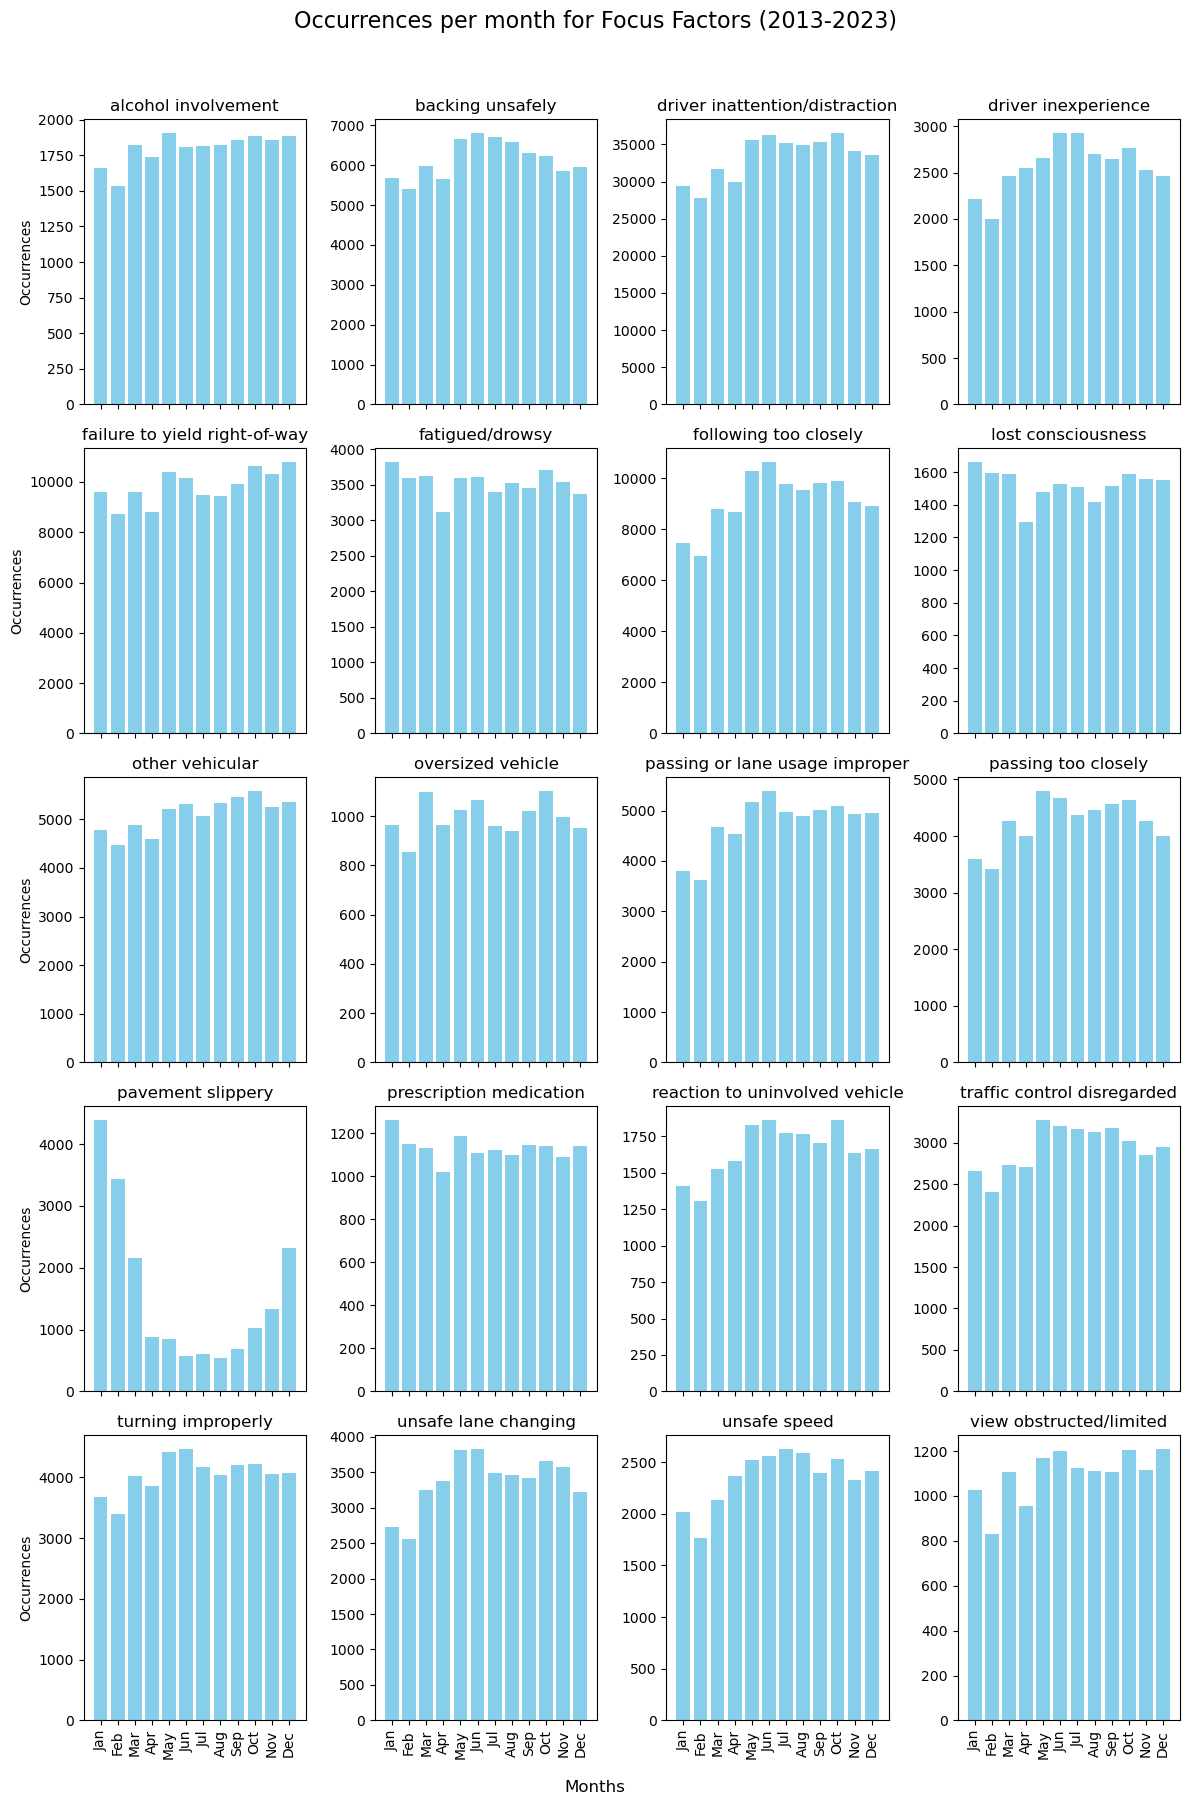 Occurrences per month for Focus Factors (2013-2023)
alcohol involvement
Occurrences
2000
1750
1500
1250
1000
750
500
250
0
backing unsafely
7000
6000
5000
4000
3000
2000
1000
0
driver inattention/distraction
35000
30000
25000
20000
15000
10000
5000
0
driver inexperience
3000
2500
2000
1500
1000
500
0
failure to yield right-of-way
Occurrences
10000
8000
6000
4000
2000
0
fatigued/drowsy
4000
3500
3000
2500
2000
1500
1000
500
0
following too closely
10000
8000
6000
4000
2000
0
lost consciousness
1600
1400
1200
1000
800
600
400
200
0
other vehicular
Occurrences
5000
4000
3000
2000
1000
0
oversized vehicle
1000
800
600
400
200
0
passing or lane usage improper
5000
4000
3000
2000
1000
0
passing too closely
5000
4000
3000
2000
1000
0
pavement slippery
Occurrences
4000
3000
2000
1000
0
prescription medication
1200
1000
800
600
400
200
0
reaction to uninvolved vehicle
1750
1500
1250
1000
750
500
250
0
traffic control disregarded
3000
2500
2000
1500
1000
500
0
turning improperly
Occurrences
4000
3000
2000
1000
0
Jan
Feb
Mar
Apr
May
Jun
Jul
Aug
Sep
Oct
Nov
Dec
unsafe lane changing
4000
3500
3000
2500
2000
1500
1000
500
0
Jan
Feb
Mar
Apr
May
Jun
Jul
Aug
Sep
Oct
Nov
Dec
unsafe speed
2500
2000
1500
1000
500
0
Jan
Feb
Mar
Apr
May
Jun
Jul
Aug
Sep
Oct
Nov
Dec
view obstructed/limited
1200
1000
800
600
400
200
0
Jan
Feb
Mar
Apr
May
Jun
Jul
Aug
Sep
Oct
Nov
Dec
Months